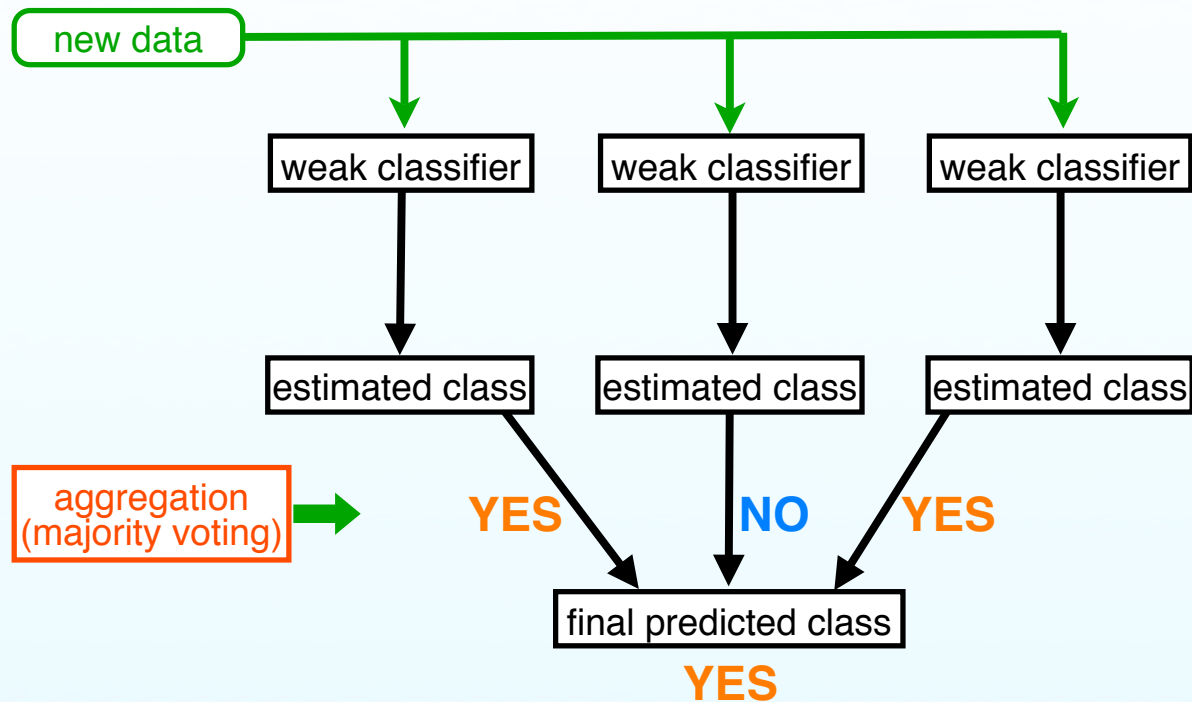 new data
weak classifier
weak classifier
weak classifier
estimated class
estimated class
estimated class
aggregation
(majority voting)
YES
NO
YES
final predicted class
YES